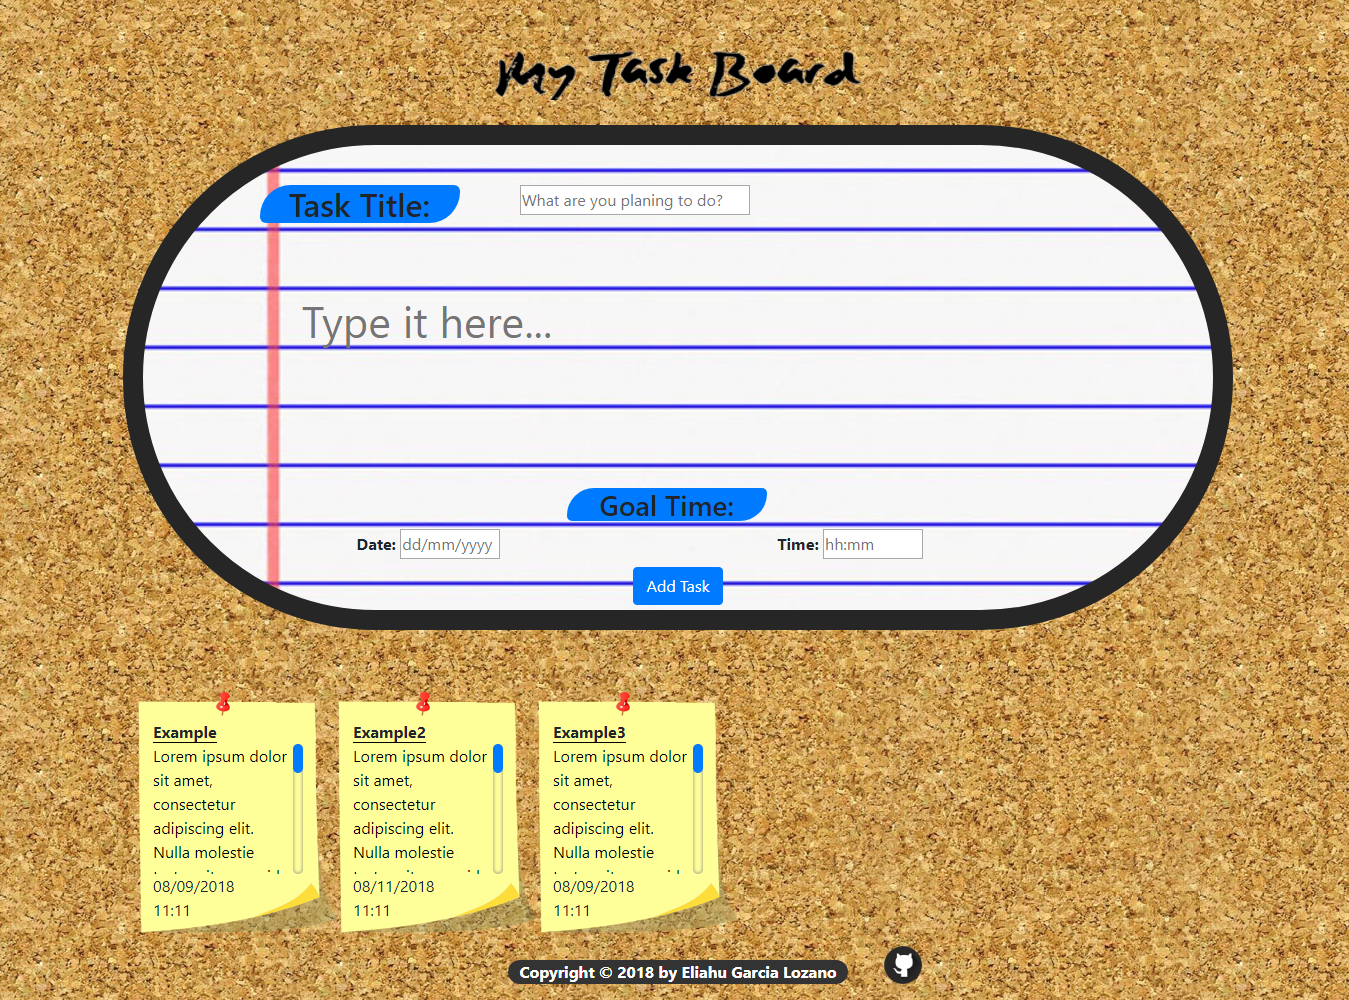 My Task Board
Task Title:
What are you planing to do?
Type it here...
Goal Time:
Date: dd/mm/yyyy
Time: hh:mm
Add Task
Example
Lorem ipsum dolor
sit amet,
consectetur
adipiscing elit.
Nulla molestie
08/09/2018
11:11
Example2
Lorem ipsum dolor
sit amet,
consectetur
adipiscing elit.
Nulla molestie
08/11/2018
11:11
Example3
Lorem ipsum dolor
sit amet,
consectetur
adipiscing elit.
Nulla molestie
08/09/2018
11:11
Copyright © 2018 by Eliahu Garcia Lozano